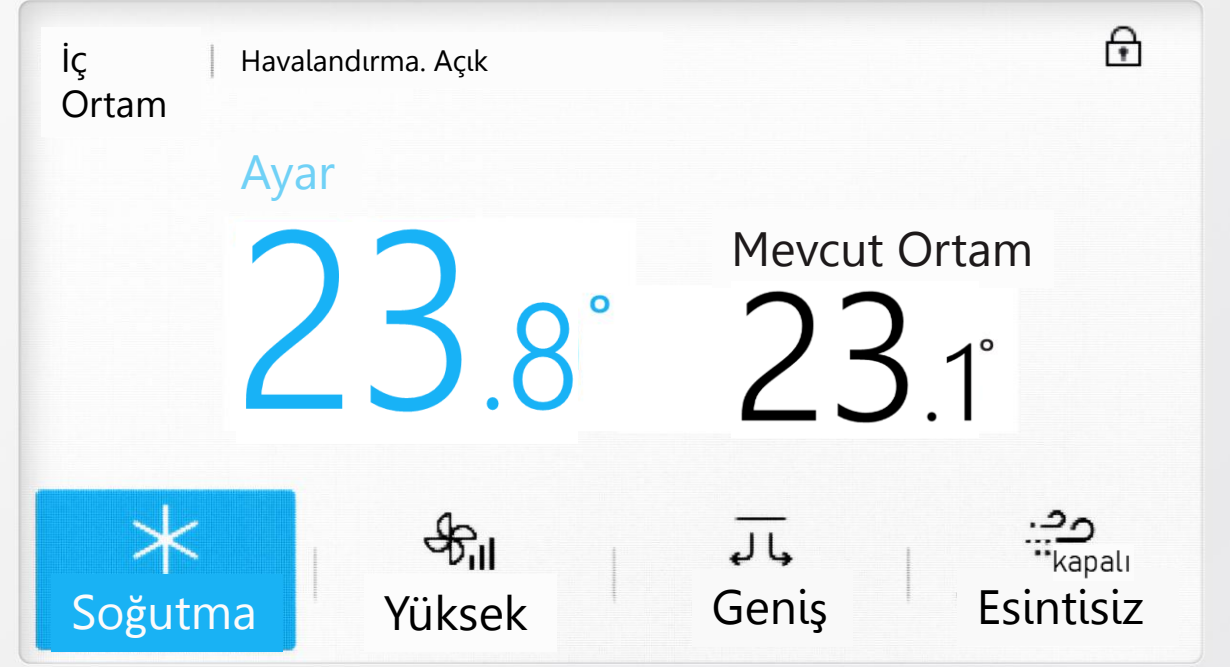 İç
Ortam
Havalandırma. Açık
Ayar
23.8°
Mevcut Ortam
23.1°
kapalı
Soğutma
Yüksek
Geniş
Esintisiz